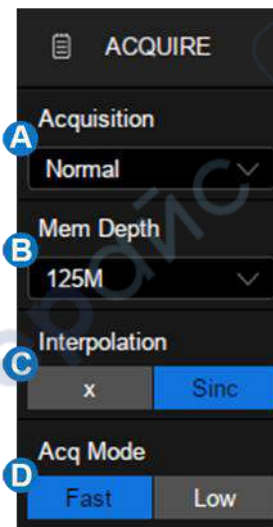 ACQUIRE
Acquisition
A
Normal
Mem Depth
B
125M
Interpolation
C
x Sinc
Acq Mode
D
Fast Low